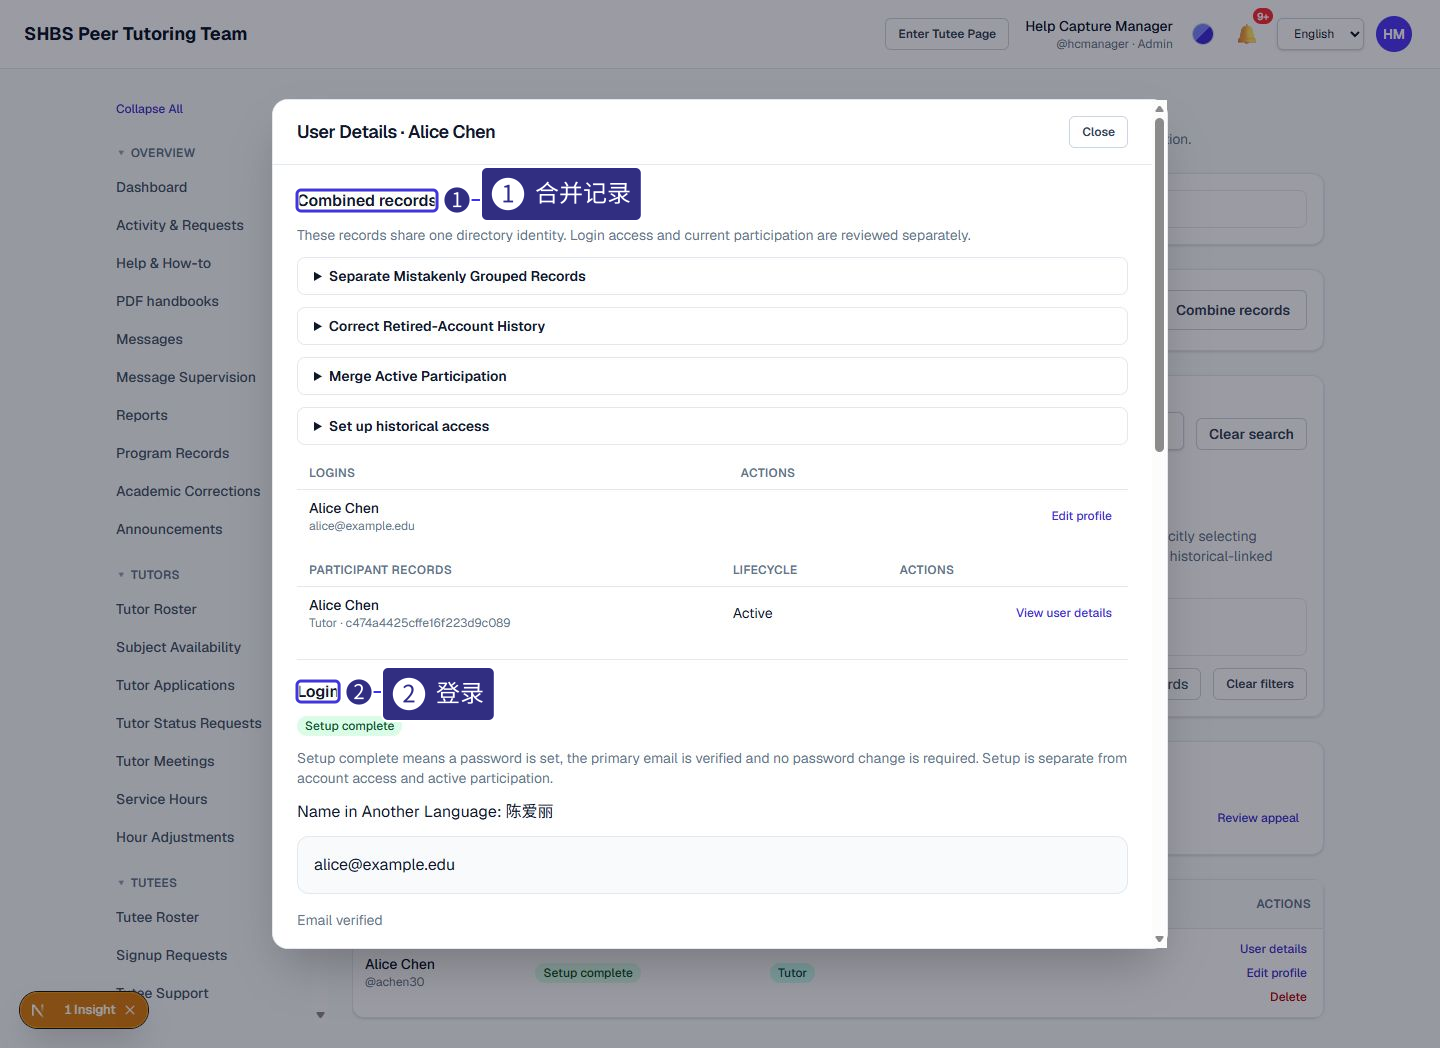 SHBS Peer Tutoring Team
Enter Tutee Page
Help Capture Manager
@hcmanager · Admin
9+
English
HM
Collapse All
OVERVIEW
Dashboard
Activity & Requests
Help & How-to
PDF handbooks
Messages
Message Supervision
Reports
Program Records
Academic Corrections
Announcements
TUTORS
Tutor Roster
Subject Availability
Tutor Applications
Tutor Status Requests
Tutor Meetings
Service Hours
Hour Adjustments
TUTEES
Tutee Roster
Signup Requests
Tutee Support
1 Insight
User Details · Alice Chen
Close
Combined records 1 1 合并记录
These records share one directory identity. Login access and current participation are reviewed separately.
Separate Mistakenly Grouped Records
Correct Retired-Account History
Merge Active Participation
Set up historical access
LOGINS ACTIONS
Alice Chen
alice@example.edu
Edit profile
PARTICIPANT RECORDS LIFECYCLE ACTIONS
Alice Chen
Tutor · c474a4425cffe16f223d9c089
Active
View user details
Login 2 2 登录
Setup complete
Setup complete means a password is set, the primary email is verified and no password change is required. Setup is separate from
account access and active participation.
Name in Another Language: 陈爱丽
alice@example.edu
Email verified
tion.
Combine records
Clear search
citly selecting
historical-linked
rds
Clear filters
Review appeal
ACTIONS
Alice Chen
@achen30
Setup complete
Tutor
User details
Edit profile
Delete